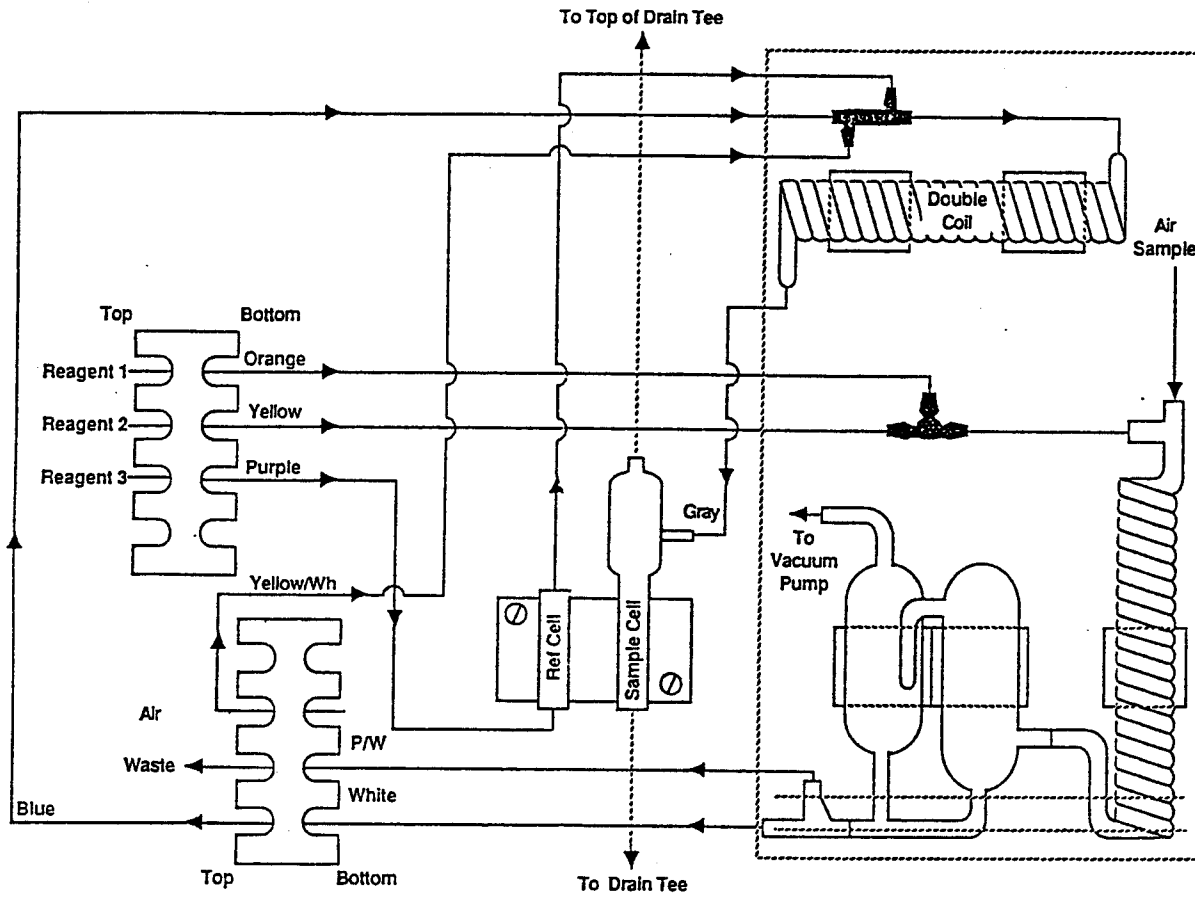 To Top of Drain Tee
Double
Coil
Air
Sample
Top
Bottom
Reagent 1
Orange
Reagent 2
Yellow
Reagent 3
Purple
Gray
To
Vacuum
Pump
Yellow/Wh
Ref Cell
Sample Cell
Air
P/W
Waste
White
Blue
Top
Bottom
To Drain Tee